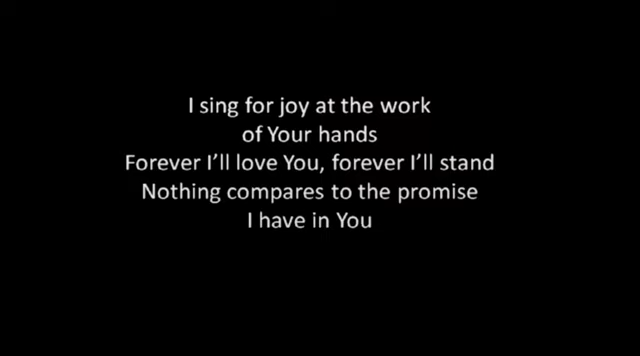 I sing for joy at the work
of Your hands
Forever I’ll love You, forever I’ll stand
Nothing compares to the promise
I have in You